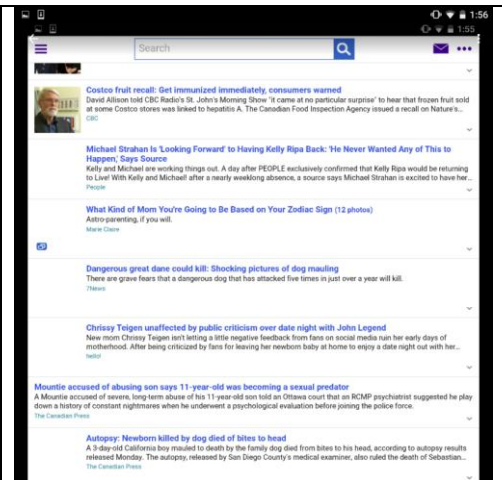 1:56
1:55
Search
Costco fruit recall: Get immunized immediately, consumers warned
David Allison told CBC Radio's St. John's Morning Show 'it came at no particular surprise' to hear that frozen fruit sold
at some Costco stores was linked to hepatitis A. The Canadian Food Inspection Agency issued a recall on Nature's...
CBC
Michael Strahan Is 'Looking Forward' to Having Kelly Ripa Back: 'He Never Wanted Any of This to
Happen,' Says Source
Kelly and Michael are working things out. A day after PEOPLE exclusively confirmed that Kelly Ripa would be returning
to Live! With Kelly and Michael! after a nearly weeklong absence, a source says Michael Strahan is excited to have her...
People
What Kind of Mom You're Going to Be Based on Your Zodiac Sign (12 photos)
Astro-parenting, if you will.
Marie Claire
Dangerous great dane could kill: Shocking pictures of dog mauling
There are grave fears that a dangerous dog that has attacked five times in just over a year will kill.
7News
Chrissy Teigen unaffected by public criticism over date night with John Legend
New mom Chrissy Teigen isn't letting a little negative feedback from fans on social media ruin her early days of
motherhood. After being criticized by fans for leaving her newborn baby at home to enjoy a date night out with her...
hello!
Mountie accused of abusing son says 11-year-old was becoming a sexual predator
A Mountie accused of severe, long-term abuse of his 11-year-old son told an Ottawa court that an RCMP psychiatrist suggested he play
down a history of constant nightmares when he underwent a psychological evaluation before joining the police force.
The Canadian Press
Autopsy: Newborn killed by dog died of bites to head
A 3-day-old California boy mauled to death by the family dog died from bites to his head, according to autopsy results
released Monday. The autopsy, released by San Diego County's medical examiner, also ruled the death of Sebastian...
The Canadian Press